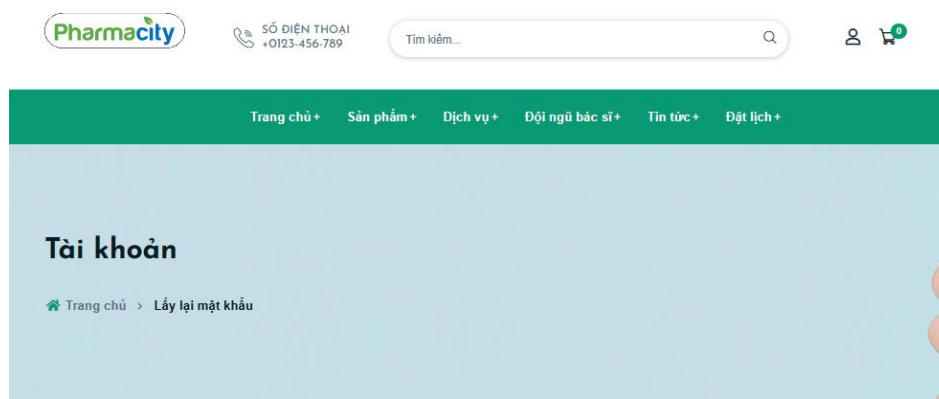 Pharmacity
SỐ ĐIỆN THOẠI
+0123-456-789
Tìm kiếm...
0
Trang chủ + Sản phẩm + Dịch vụ + Đội ngũ bác sĩ + Tin tức + Đặt lịch +
Tài khoản
Trang chủ > Lấy lại mật khẩu